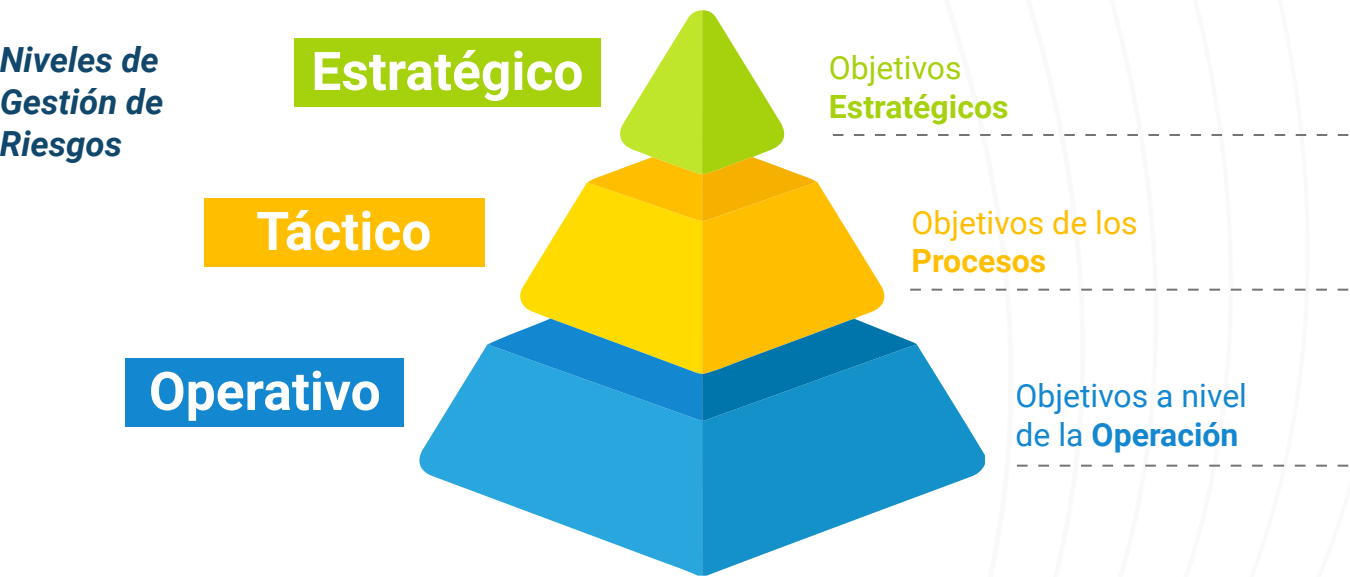 Niveles de
Gestión de
Riesgos
Estratégico
Objetivos
Estratégicos
Táctico
Objetivos de los
Procesos
Operativo
Objetivos a nivel
de la Operación